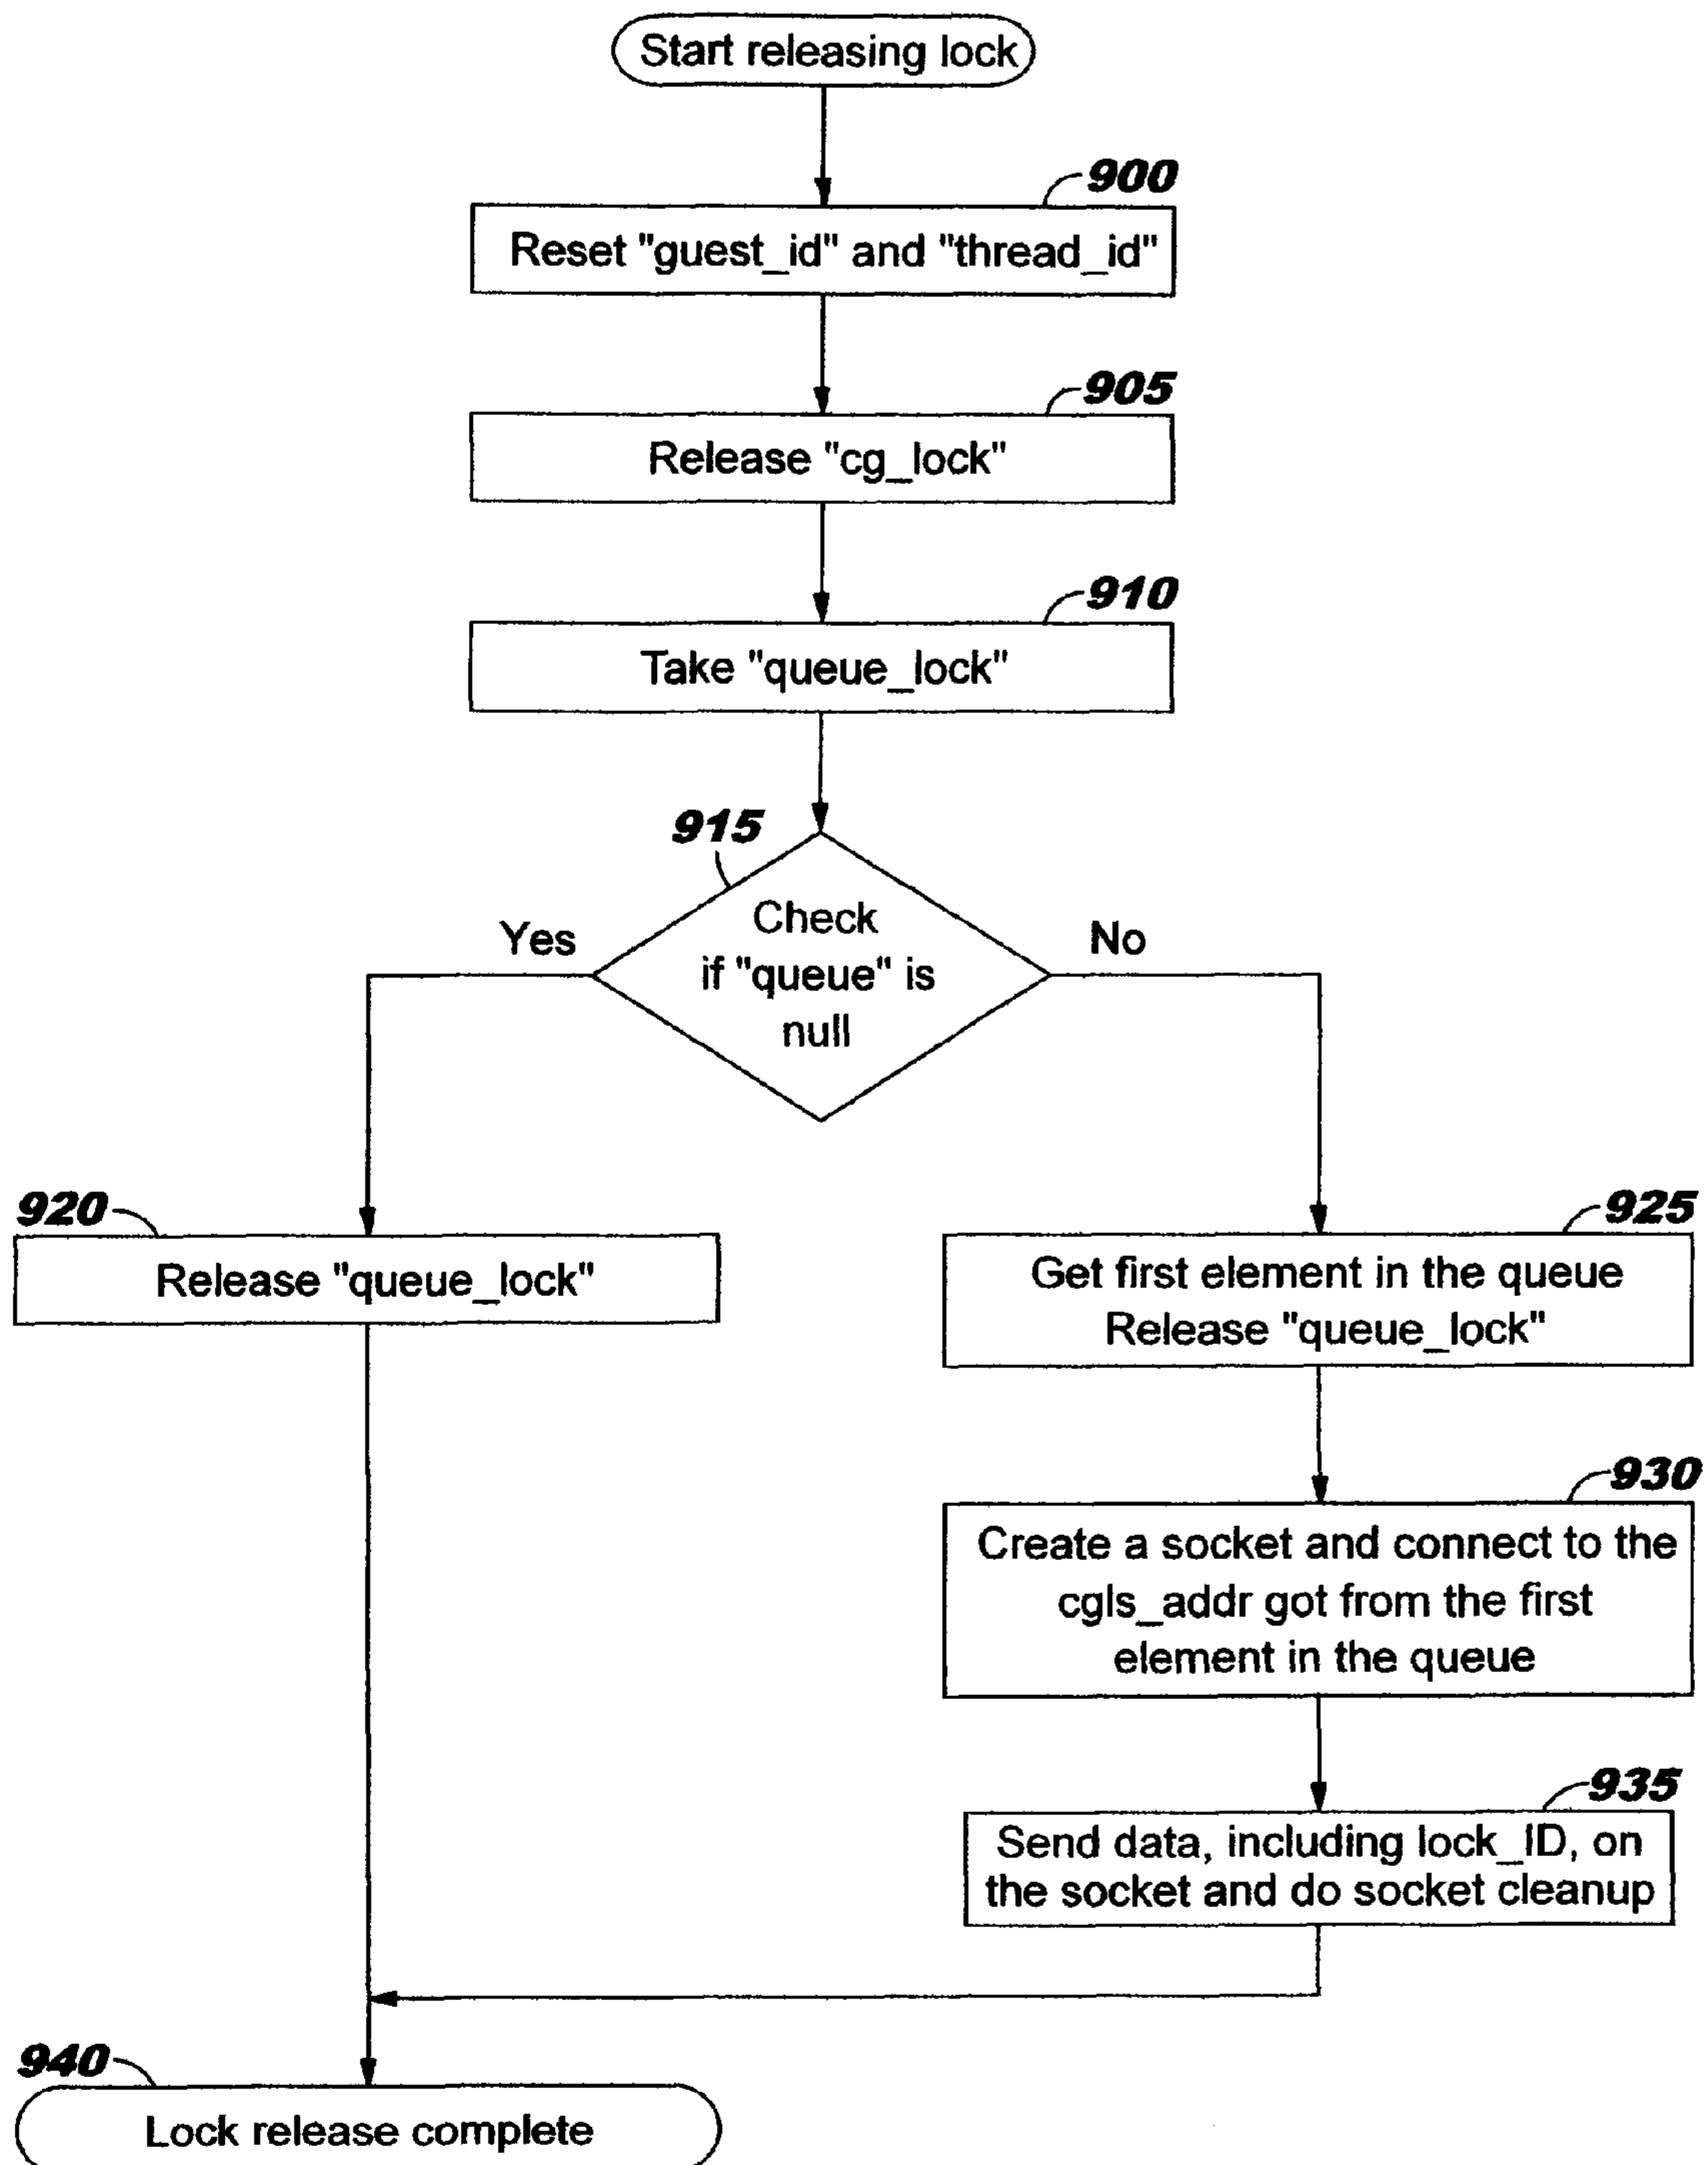 Start releasing lock
900
Reset "guest_id" and "thread_id"
905
Release "cg_lock"
910
Take "queue_lock"
915
Check
if "queue" is
null
Yes
No
920
Release "queue_lock"
925
Get first element in the queue
Release "queue_lock"
930
Create a socket and connect to the
cgls_addr got from the first
element in the queue
935
Send data, including lock_ID, on
the socket and do socket cleanup
940
Lock release complete